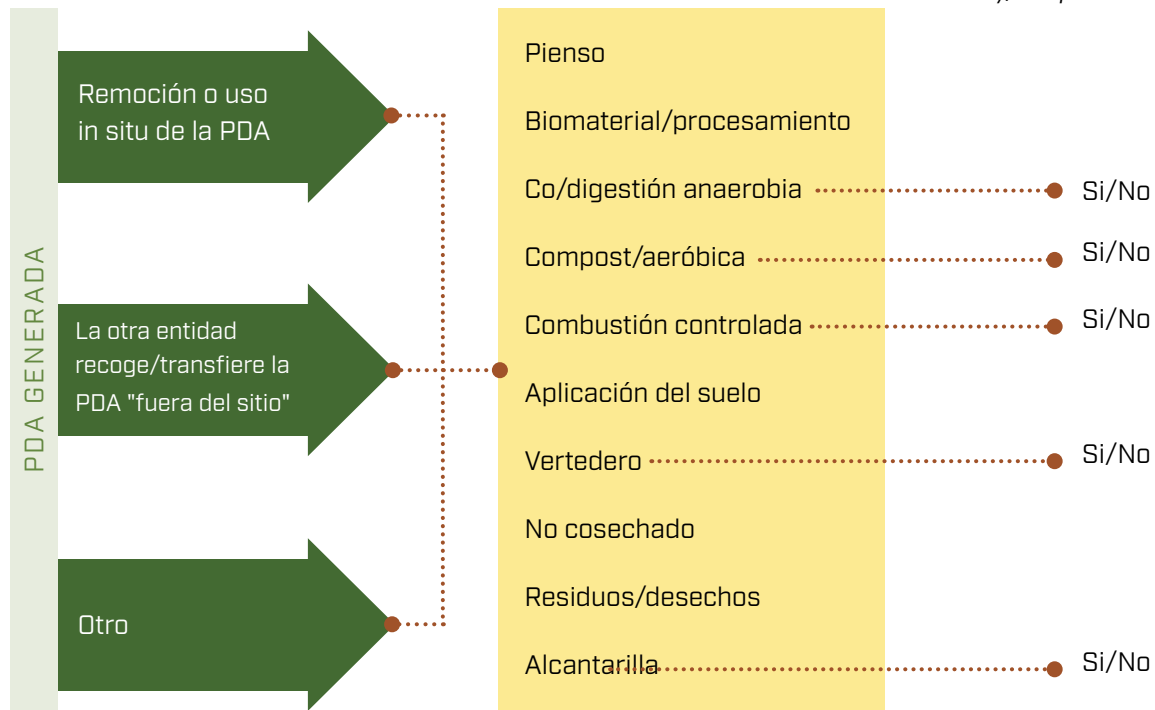 PDA GENERADA
Remoción o uso
in situ de la PDA
La otra entidad
recoge/transfiere la
PDA "fuera del sitio"
Otro
Pienso
Biomaterial/procesamiento
Co/digestión anaerobia
Si/No
Compost/aeróbica
Si/No
Combustión controlada
Si/No
Aplicación del suelo
Vertedero
Si/No
No cosechado
Residuos/desechos
Alcantarilla
Si/No